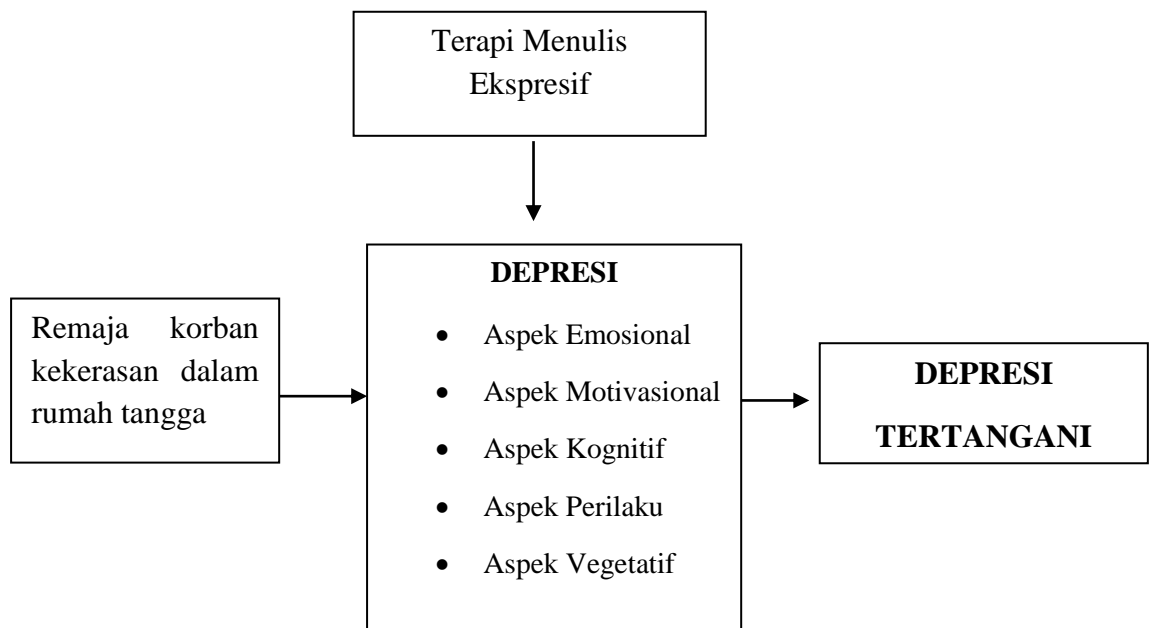 Terapi Menulis
Ekspresif
DEPRESI
• Aspek Emosional
• Aspek Motivasional
• Aspek Kognitif
• Aspek Perilaku
• Aspek Vegetatif
Remaja korban
kekerasan dalam
rumah tangga
DEPRESI
TERTANGANI